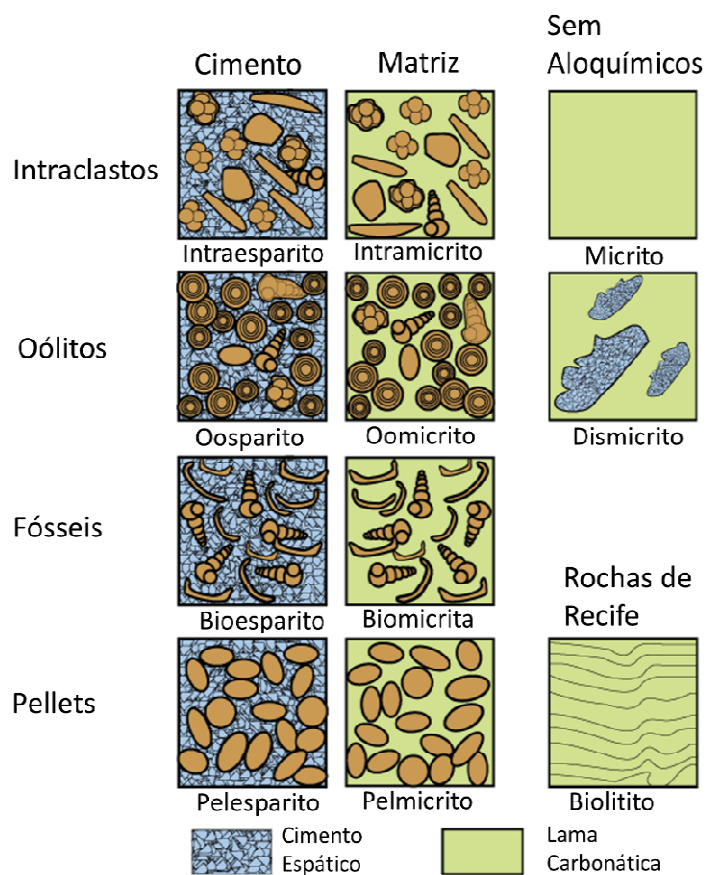 Cimento
Matriz
Sem
Aloquímicos
Intraclastos
Intraesparito
Intramicrito
Micrito
Oólitos
Oosparito
Oomicrito
Dismicrito
Fósseis
Bioesparito
Biomicrita
Rochas de
Recife
Pellets
Pelesparito
Pelmicrito
Biolitito
Cimento
Espático
Lama
Carbonática